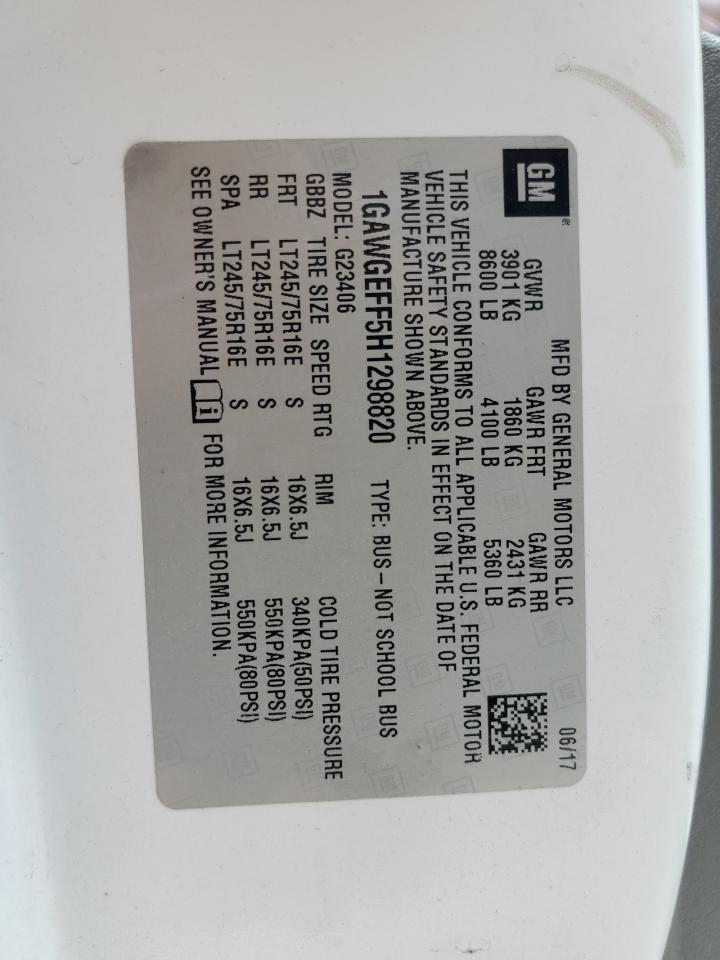 GM®
MFD BY GENERAL MOTORS LLC 06/17
GVWR GAWR FRT GAWR RR
3901 KG 1860 KG 2431 KG
8600 LB 4100 LB 5360 LB
THIS VEHICLE CONFORMS TO ALL APPLICABLE U.S. FEDERAL MOTOR
VEHICLE SAFETY STANDARDS IN EFFECT ON THE DATE OF
MANUFACTURE SHOWN ABOVE.
1GAWGEFF5H1298820 TYPE: BUS – NOT SCHOOL BUS
MODEL: G23406
GBBZ TIRE SIZE SPEED RTG RIM COLD TIRE PRESSURE
FRT LT245/75R16E S 16X6.5J 340KPA(50PSI)
RR LT245/75R16E S 16X6.5J 550KPA(80PSI)
SPA LT245/75R16E S 16X6.5J 550KPA(80PSI)
SEE OWNER'S MANUAL FOR MORE INFORMATION.